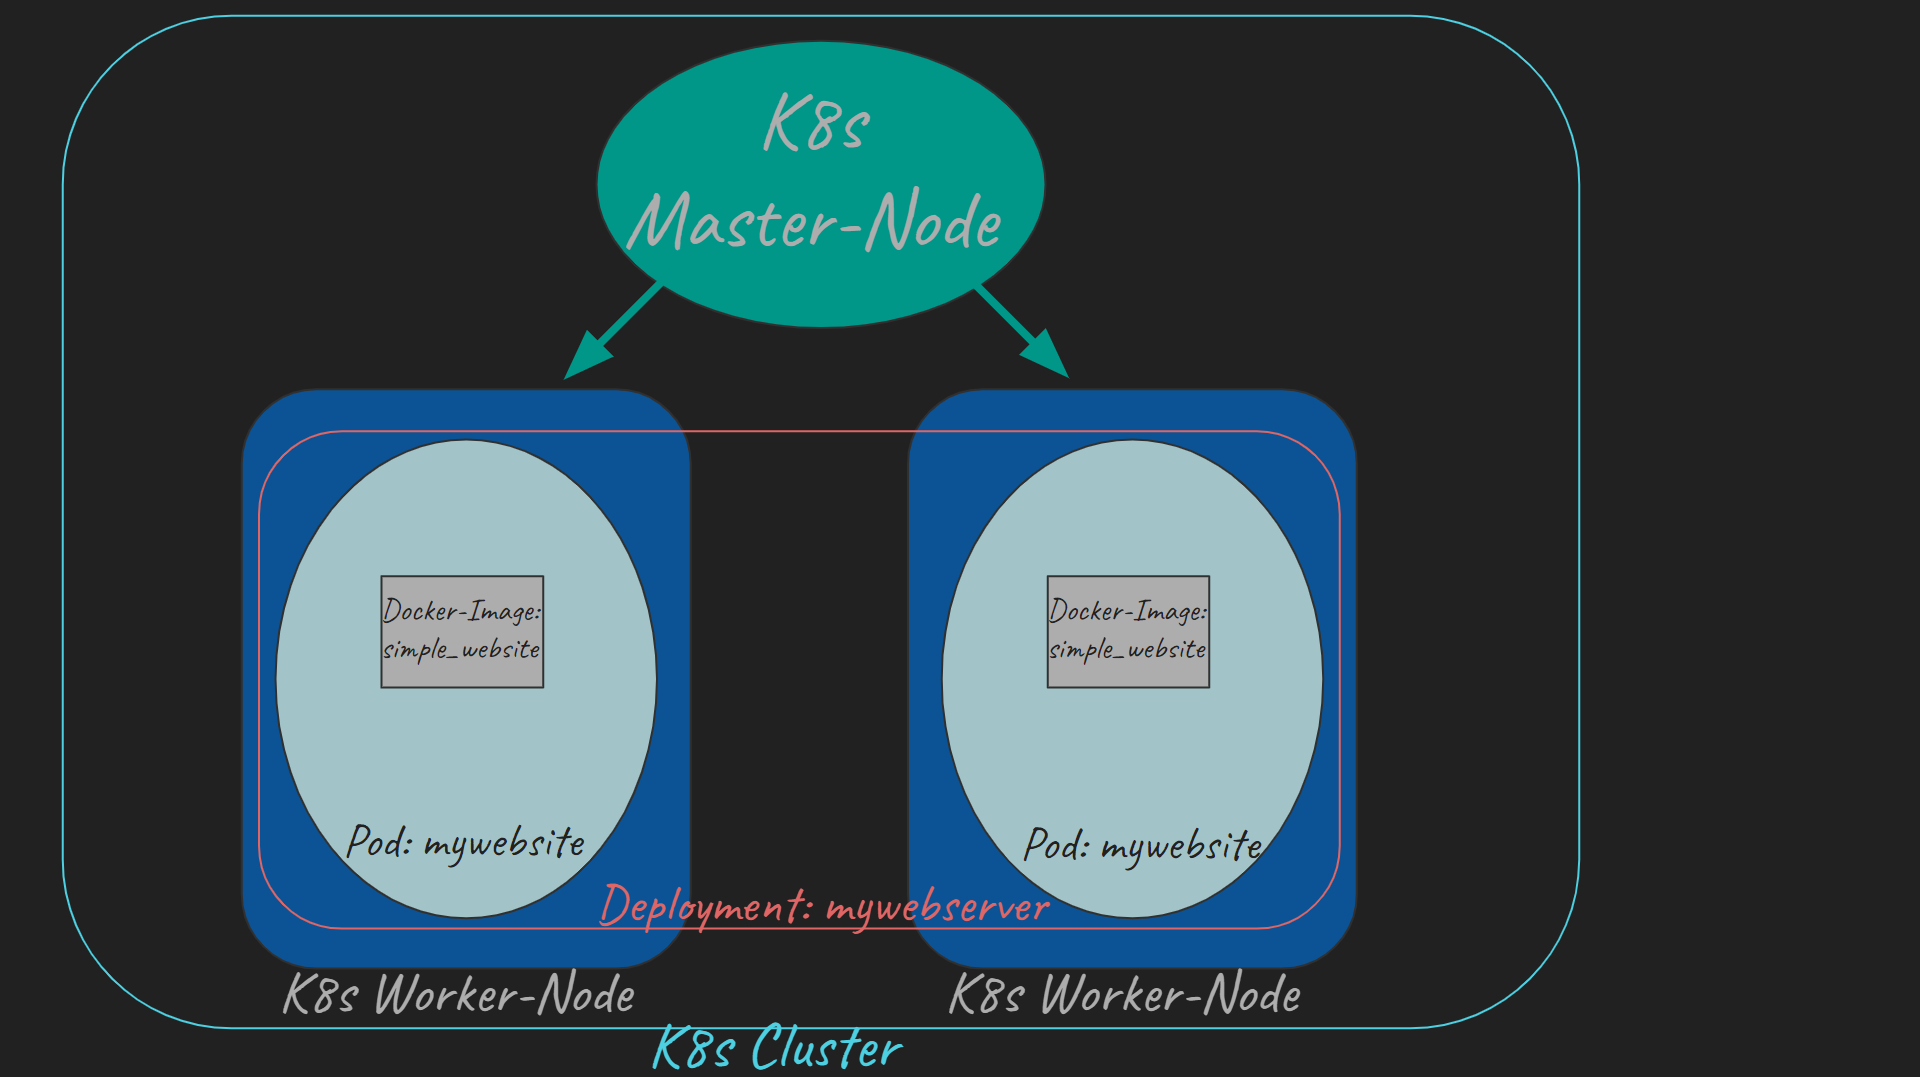 K8s
Master-Node
Docker-Image:
simple_website
Docker-Image:
simple_website
Pod: mywebsite
Pod: mywebsite
Deployment: mywebserver
K8s Worker-Node
K8s Worker-Node
K8s Cluster